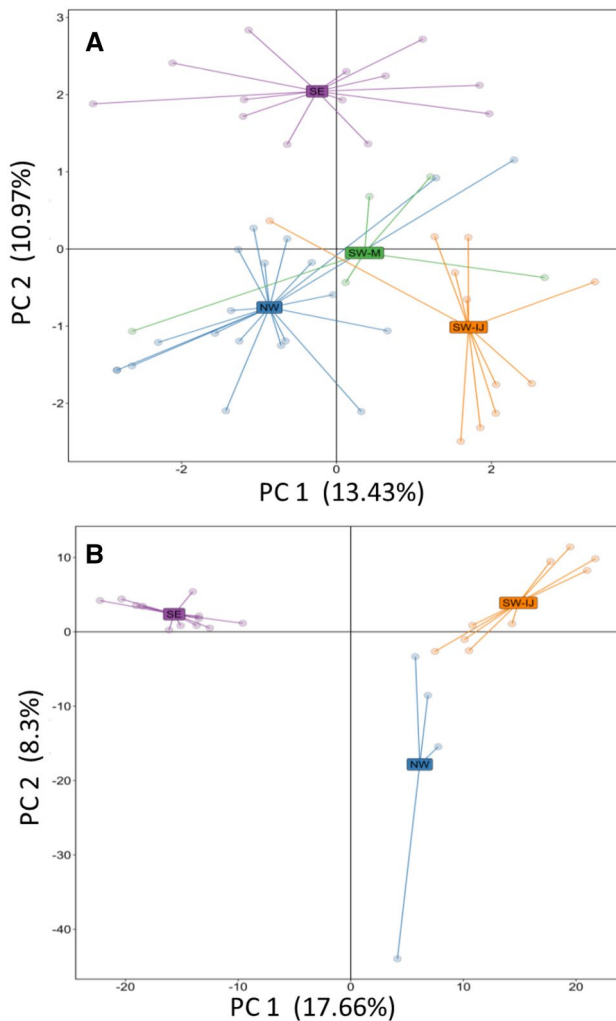 A
3
2
1
0
-1
-2
SE
SW-M
NW
SW-IJ
-2
0
2
PC 2 (10.97%)
PC 1 (13.43%)
B
10
0
-10
-20
-30
-40
SE
SW-IJ
NW
-20
-10
0
10
20
PC 2 (8.3%)
PC 1 (17.66%)